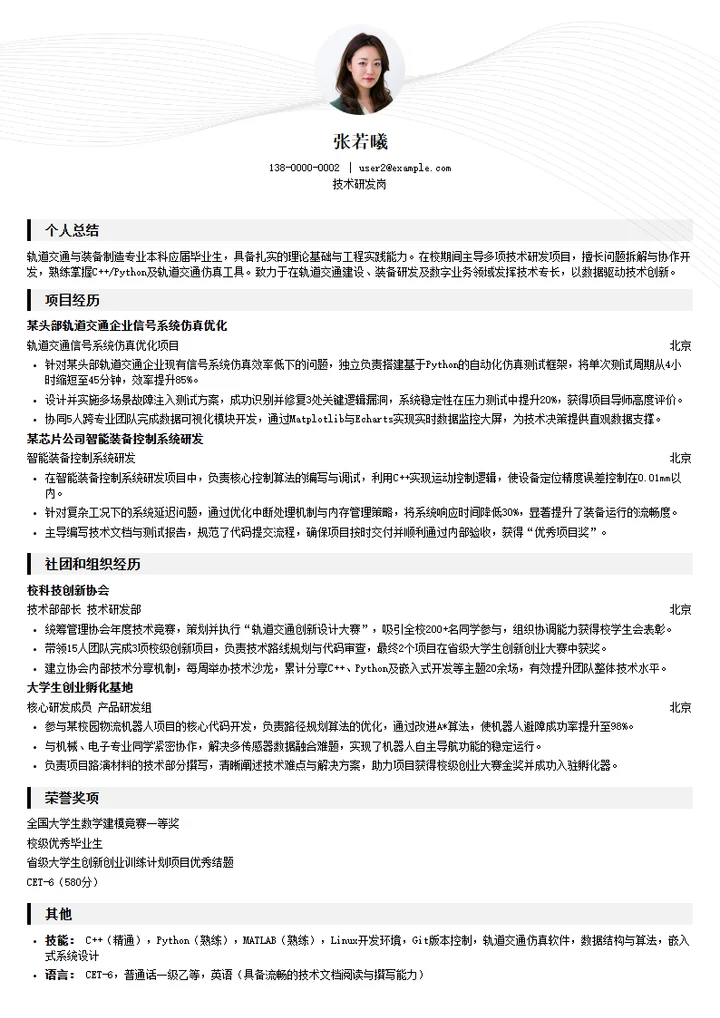 张若曦
138-0000-0002 | user2@example.com
技术研发岗
个人总结
轨道交通与装备制造专业本科应届毕业生，具备扎实的理论基础与工程实践能力。在校期间主导多项技术研发项目，擅长问题拆解与协作开
发，熟练掌握C++/Python及轨道交通仿真工具。致力于在轨道交通建设、装备研发及数字业务领域发挥技术专长，以数据驱动技术创新。
项目经历
某头部轨道交通企业信号系统仿真优化
轨道交通信号系统仿真优化项目 北京
• 针对某头部轨道交通企业现有信号系统仿真效率低下的问题，独立负责搭建基于Python的自动化仿真测试框架，将单次测试周期从4小
时缩短至45分钟，效率提升85%。
• 设计并实施多场景故障注入测试方案，成功识别并修复3处关键逻辑漏洞，系统稳定性在压力测试中提升20%，获得项目导师高度评价。
• 协同5人跨专业团队完成数据可视化模块开发，通过Matplotlib与Echarts实现实时数据监控大屏，为技术决策提供直观数据支撑。
某芯片公司智能装备控制系统研发
智能装备控制系统研发 北京
• 在智能装备控制系统研发项目中，负责核心控制算法的编写与调试，利用C++实现运动控制逻辑，使设备定位精度误差控制在0.01mm以
内。
• 针对复杂工况下的系统延迟问题，通过优化中断处理机制与内存管理策略，将系统响应时间降低30%，显著提升了装备运行的流畅度。
• 主导编写技术文档与测试报告，规范了代码提交流程，确保项目按时交付并顺利通过内部验收，获得“优秀项目奖”。
社团和组织经历
校科技创新协会
技术部部长 技术研发部 北京
• 统筹管理协会年度技术竞赛，策划并执行“轨道交通创新设计大赛”，吸引全校200+名同学参与，组织协调能力获得校学生会表彰。
• 带领15人团队完成3项校级创新项目，负责技术路线规划与代码审查，最终2个项目在省级大学生创新创业大赛中获奖。
• 建立协会内部技术分享机制，每周举办技术沙龙，累计分享C++、Python及嵌入式开发等主题20余场，有效提升团队整体技术水平。
大学生创业孵化基地
核心研发成员 产品研发组 北京
• 参与某校园物流机器人项目的核心代码开发，负责路径规划算法的优化，通过改进A*算法，使机器人避障成功率提升至98%。
• 与机械、电子专业同学紧密协作，解决多传感器数据融合难题，实现了机器人自主导航功能的稳定运行。
• 负责项目路演材料的技术部分撰写，清晰阐述技术难点与解决方案，助力项目获得校级创业大赛金奖并成功入驻孵化器。
荣誉奖项
全国大学生数学建模竞赛一等奖
校级优秀毕业生
省级大学生创新创业训练计划项目优秀结题
CET-6（580分）
其他
• 技能： C++（精通），Python（熟练），MATLAB（熟练），Linux开发环境，Git版本控制，轨道交通仿真软件，数据结构与算法，嵌入
式系统设计
• 语言： CET-6，普通话一级乙等，英语（具备流畅的技术文档阅读与撰写能力）